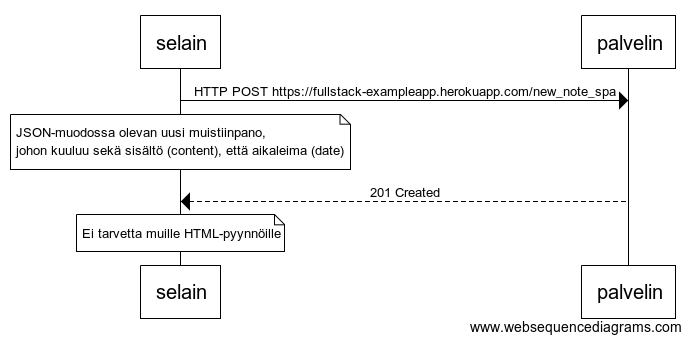 selain
palvelin
HTTP POST https://fullstack-exampleapp.herokuapp.com/new_note_spa
JSON-muodossa olevan uusi muistiinpano,
johon kuuluu sekä sisältö (content), että aikaleima (date)
201 Created
Ei tarvetta muille HTML-pyynnöille
selain
palvelin
www.websequencediagrams.com